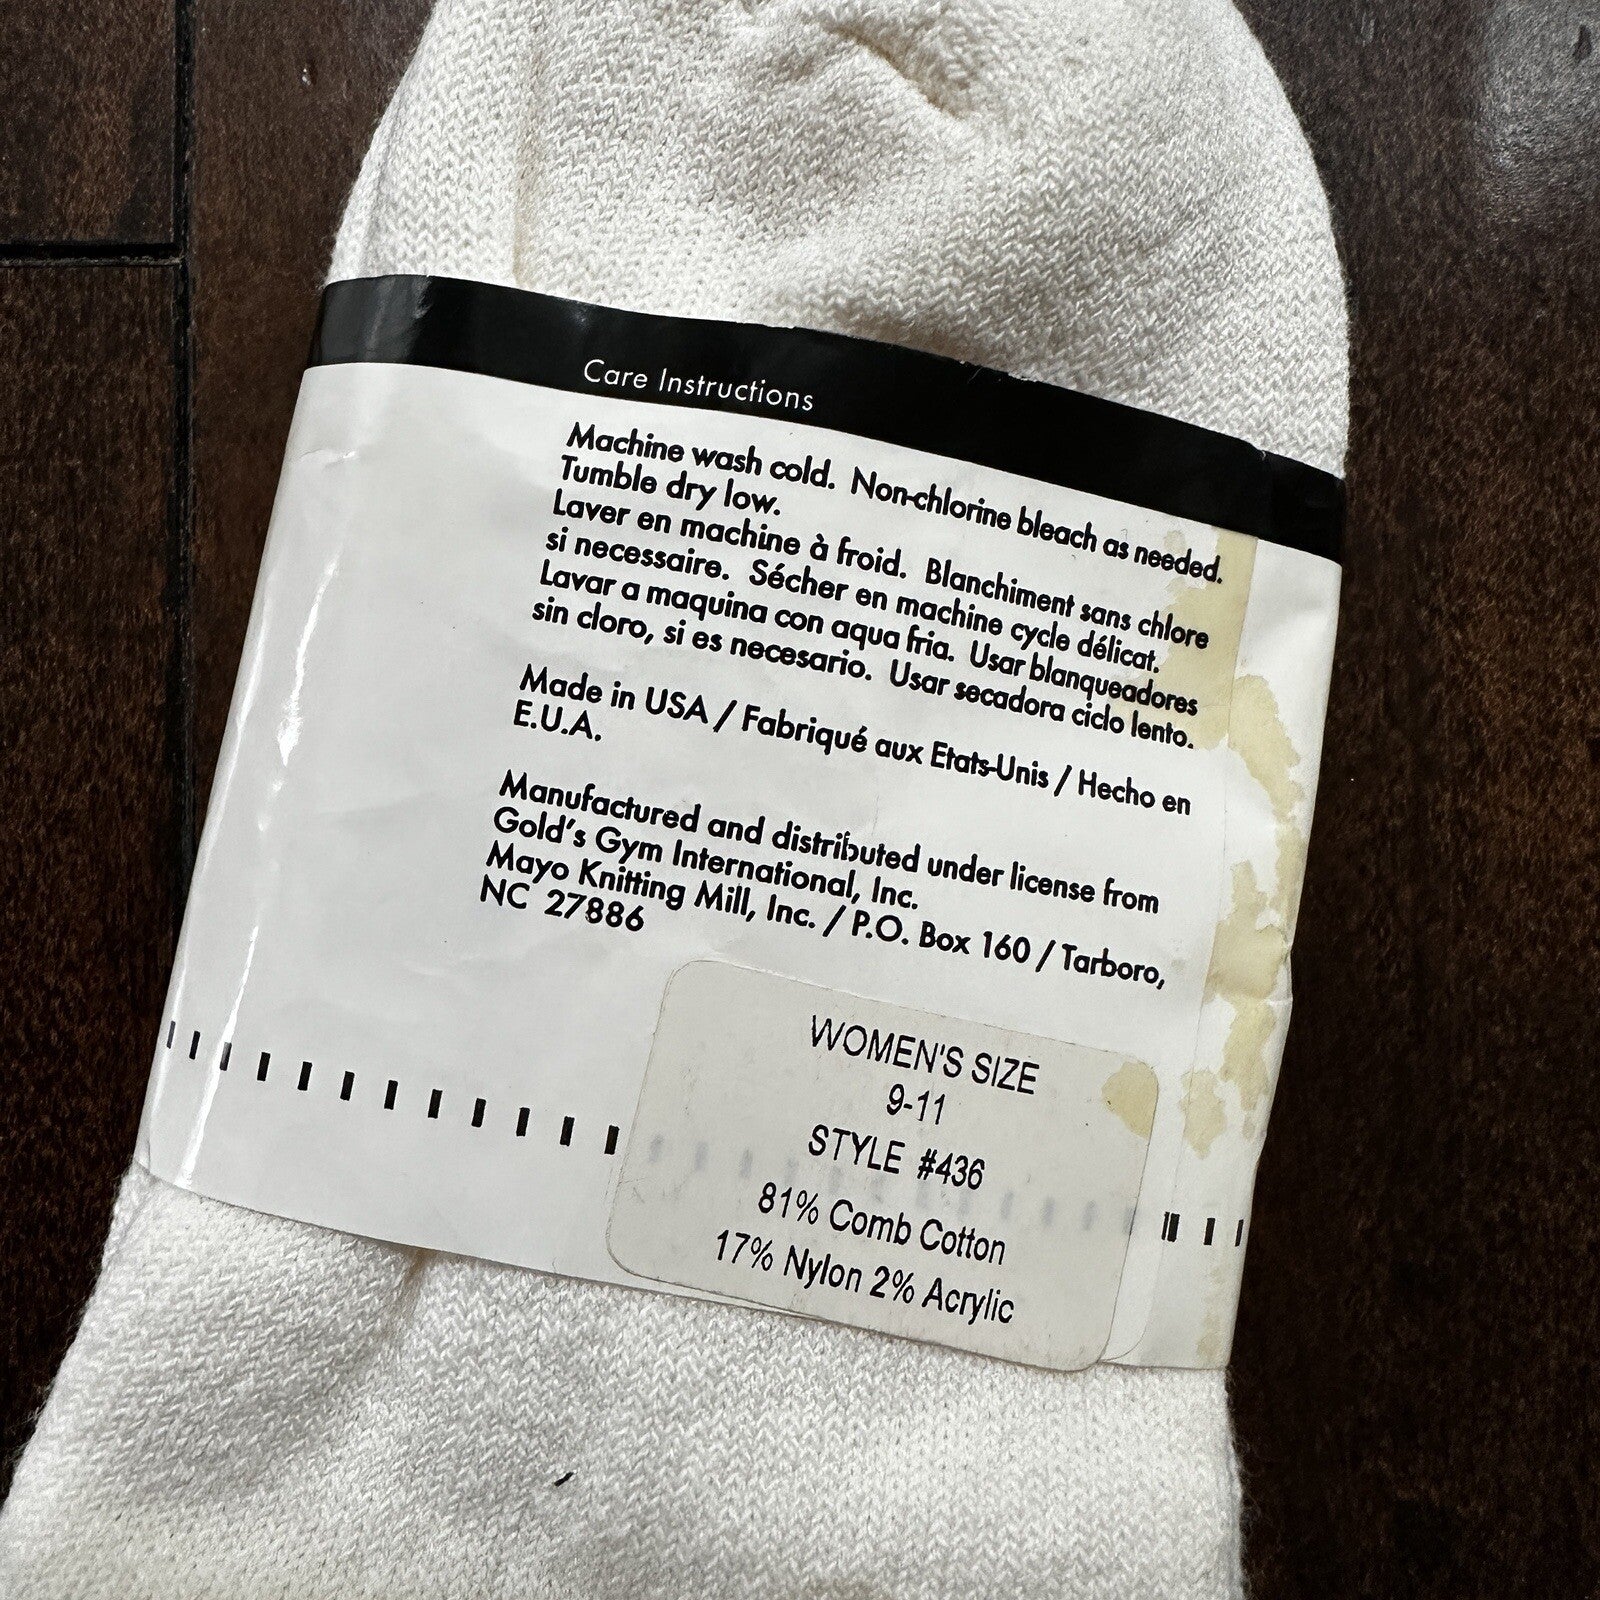 Care Instructions
Machine wash cold. Non-chlorine bleach as needed.
Tumble dry low.
Laver en machine à froid. Blanchiment sans chlore
si necessaire. Sécher en machine cycle délicat.
Lavar a maquina con aqua fria. Usar blanqueadores
sin cloro, si es necesario. Usar secadora ciclo lento.
Made in USA / Fabriqué aux Etats-Unis / Hecho en
E.U.A.
Manufactured and distributed under license from
Gold's Gym International, Inc.
Mayo Knitting Mill, Inc. / P.O. Box 160 / Tarboro,
NC 27886
WOMEN'S SIZE
9-11
STYLE #436
81% Comb Cotton
17% Nylon 2% Acrylic